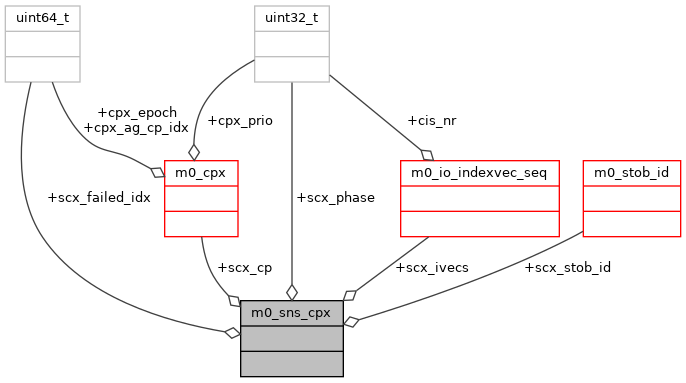 uint64_t
uint32_t
+cpx_epoch
+cpx_ag_cp_idx
+cpx_prio
+cis_nr
m0_cpx
m0_io_indexvec_seq
m0_stob_id
+scx_failed_idx
+scx_phase
+scx_cp
+scx_ivecs
+scx_stob_id
m0_sns_cpx